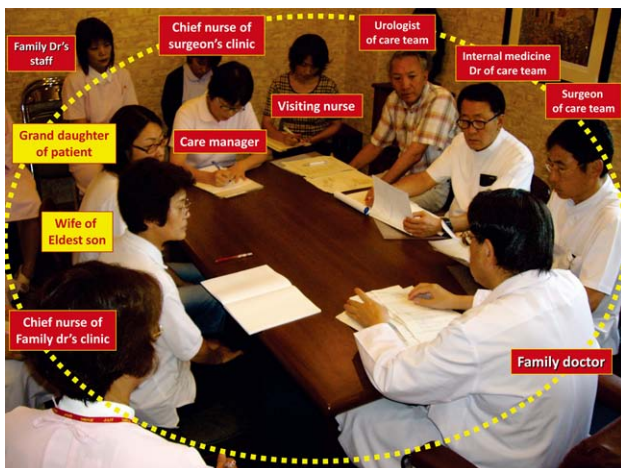 Chief nurse of
surgeon's clinic
Urologist
of care team
Family Dr's
staff
Internal medicine
Dr of care team
Surgeon
of care team
Visiting nurse
Grand daughter
of patient
Care manager
Wife of
Eldest son
Chief nurse of
Family dr's clinic
Family doctor